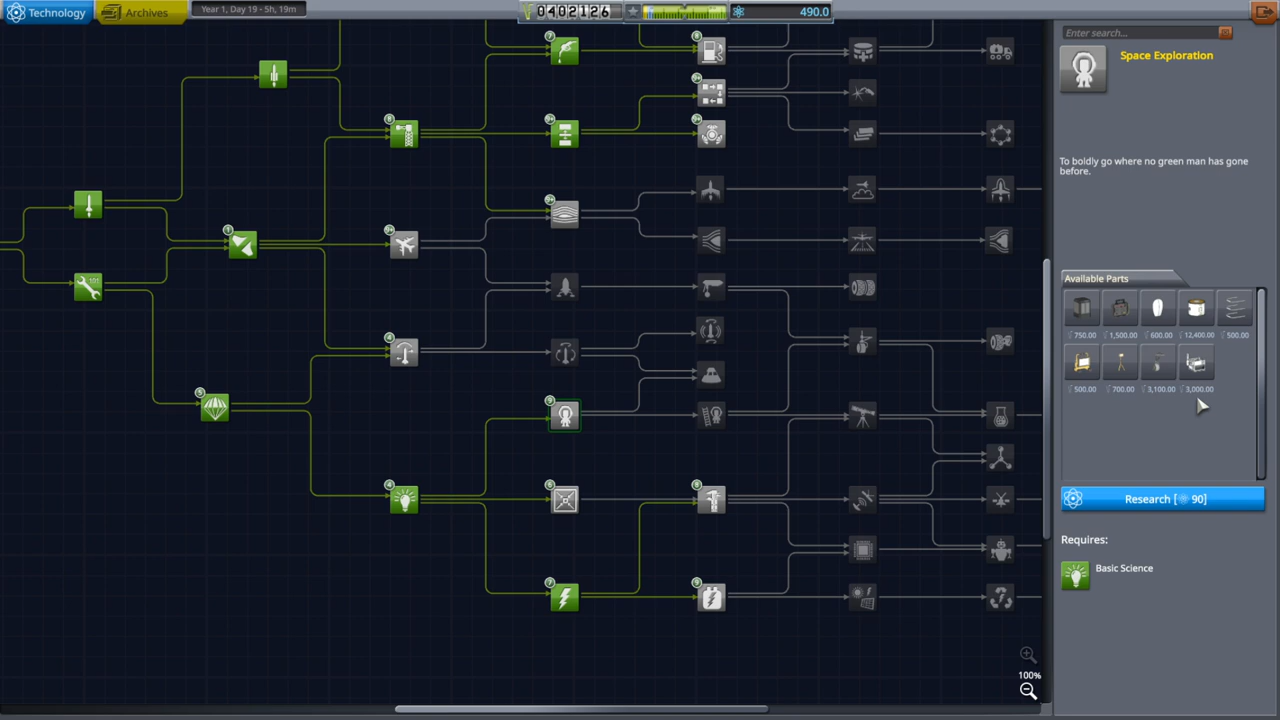 Technology
Archives
Year 1, Day 19 - 5h, 19m
0402126
490.0
Enter search...
Space Exploration
To boldly go where no green man has gone
before.
Available Parts
750.00 1,500.00 600.00 12,400.00 500.00
500.00 700.00 3,100.00 3,000.00
Research [ 90]
Requires:
Basic Science
100%